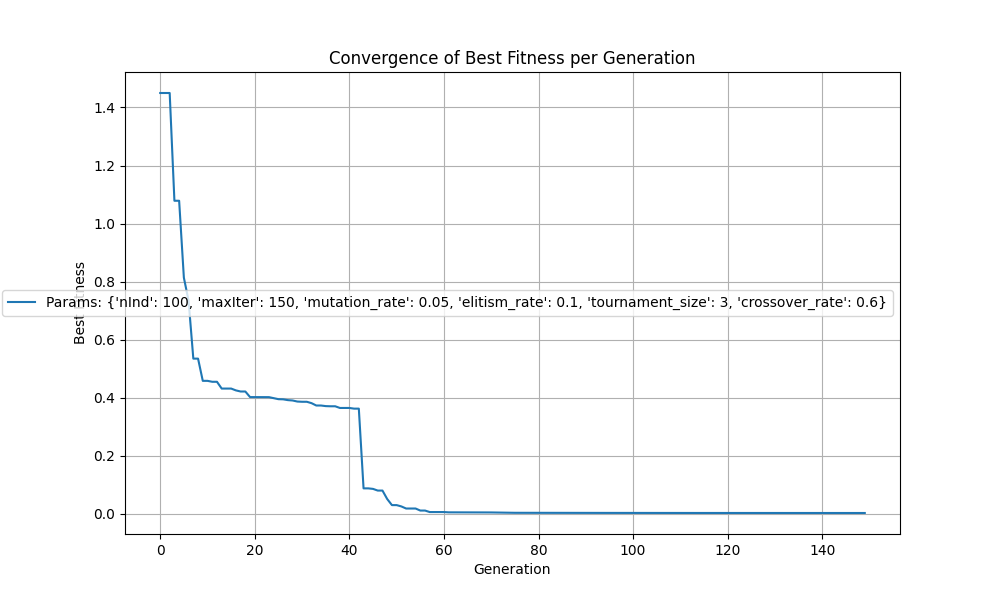 Convergence of Best Fitness per Generation
1.4
1.2
1.0
0.8
0.6
0.4
0.2
0.0
Best
ness
Params: {'nInd': 100, 'maxIter': 150, 'mutation_rate': 0.05, 'elitism_rate': 0.1, 'tournament_size': 3, 'crossover_rate': 0.6}
0 20 40 60 80 100 120 140
Generation